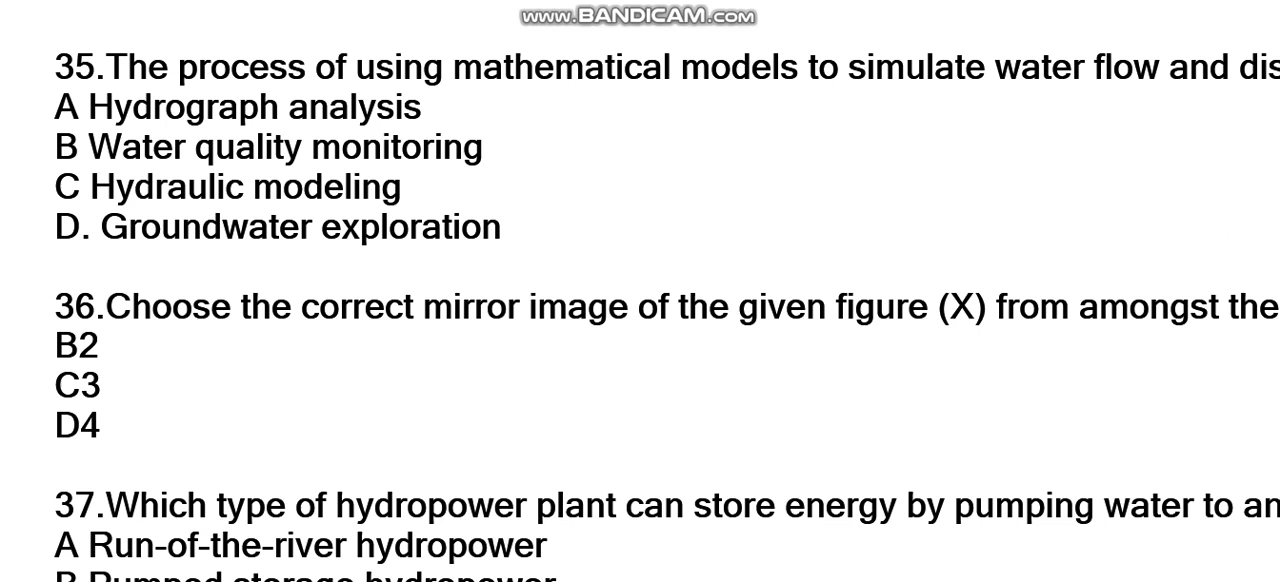 www.BANDICAM.com
35.The process of using mathematical models to simulate water flow and dis
A Hydrograph analysis
B Water quality monitoring
C Hydraulic modeling
D. Groundwater exploration
36.Choose the correct mirror image of the given figure (X) from amongst the
B2
C3
D4
37.Which type of hydropower plant can store energy by pumping water to an
A Run-of-the-river hydropower
B Pumped storage hydropower